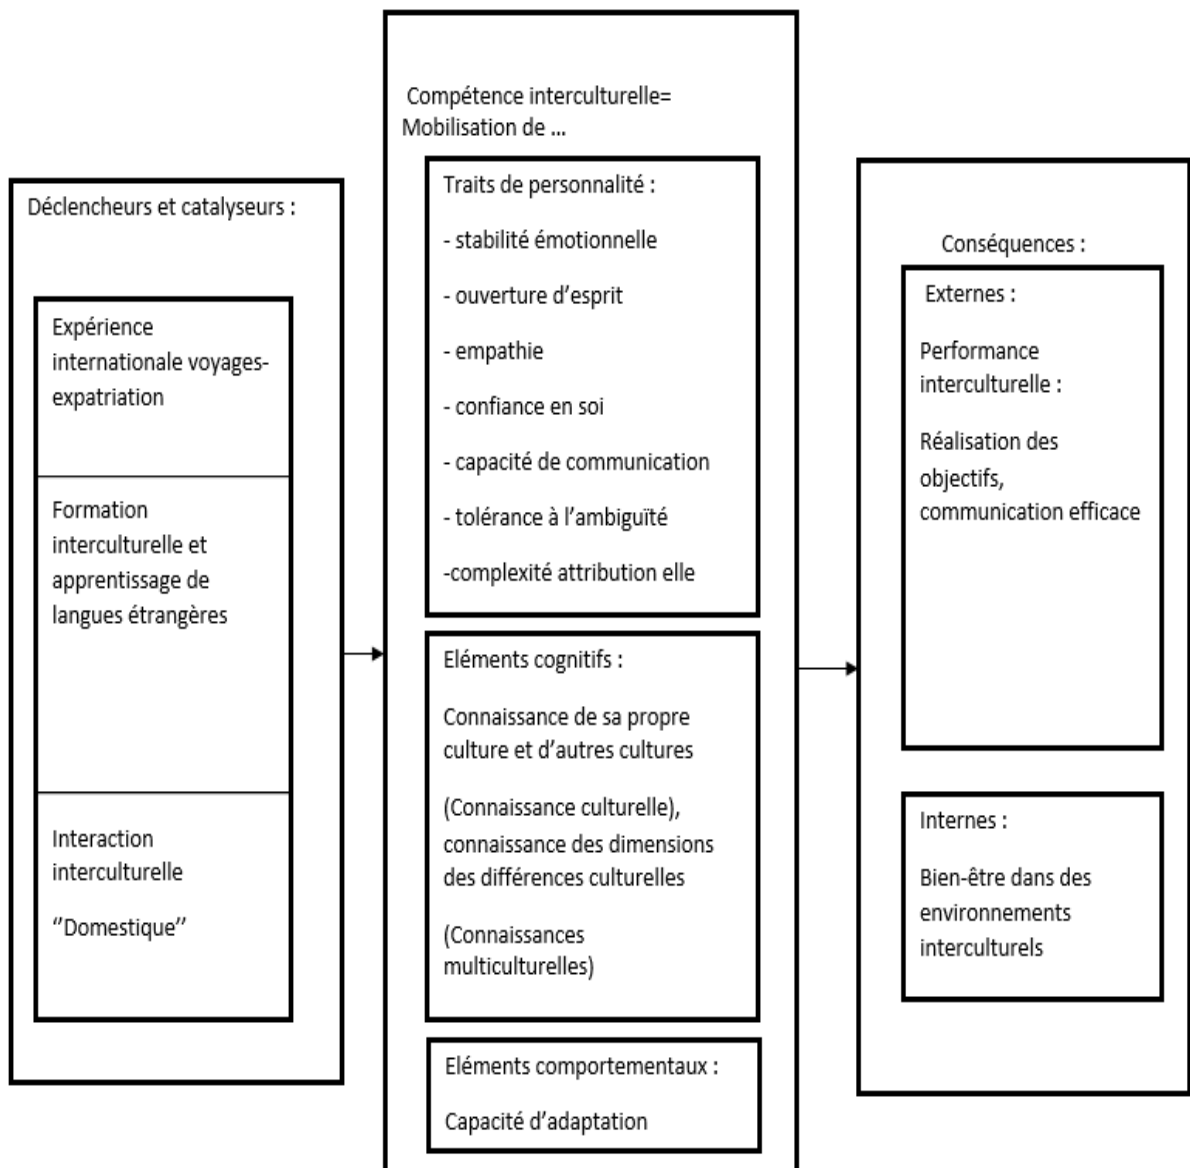 Déclencheurs et catalyseurs :
Expérience
internationale voyages-
expatriation
Formation
interculturelle et
apprentissage de
langues étrangères
Interaction
interculturelle
‘’Domestique’’
Compétence interculturelle=
Mobilisation de ...
Traits de personnalité :
- stabilité émotionnelle
- ouverture d’esprit
- empathie
- confiance en soi
- capacité de communication
- tolérance à l’ambiguïté
-complexité attribution elle
Eléments cognitifs :
Connaissance de sa propre
culture et d’autres cultures
(Connaissance culturelle),
connaissance des dimensions
des différences culturelles
(Connaissances
multiculturelles)
Eléments comportementaux :
Capacité d’adaptation
Conséquences :
Externes :
Performance
interculturelle :
Réalisation des
objectifs,
communication efficace
Internes :
Bien-être dans des
environnements
interculturels